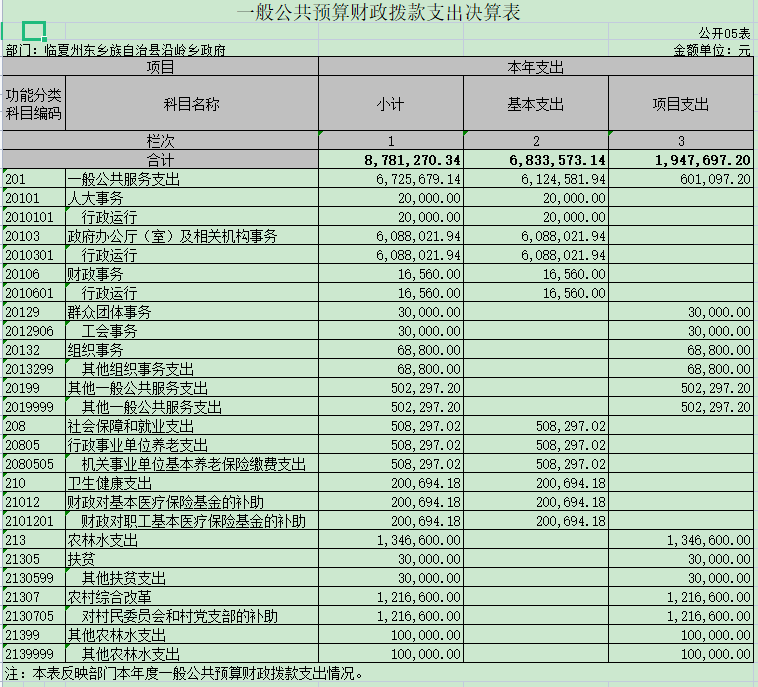 一般公共预算财政拨款支出决算表
公开05表
部门：临夏州东乡族自治县沿岭乡政府 金额单位：元
项目 本年支出
功能分类科目编码 科目名称 小计 基本支出 项目支出
栏次 1 2 3
合计 8,781,270.34 6,833,573.14 1,947,697.20
201 一般公共服务支出 6,725,679.14 6,124,581.94 601,097.20
20101 人大事务 20,000.00 20,000.00
2010101 行政运行 20,000.00 20,000.00
20103 政府办公厅（室）及相关机构事务 6,088,021.94 6,088,021.94
2010301 行政运行 6,088,021.94 6,088,021.94
20106 财政事务 16,560.00 16,560.00
2010601 行政运行 16,560.00 16,560.00
20129 群众团体事务 30,000.00 30,000.00
2012906 工会事务 30,000.00 30,000.00
20132 组织事务 68,800.00 68,800.00
2013299 其他组织事务支出 68,800.00 68,800.00
20199 其他一般公共服务支出 502,297.20 502,297.20
2019999 其他一般公共服务支出 502,297.20 502,297.20
208 社会保障和就业支出 508,297.02 508,297.02
20805 行政事业单位养老支出 508,297.02 508,297.02
2080505 机关事业单位基本养老保险缴费支出 508,297.02 508,297.02
210 卫生健康支出 200,694.18 200,694.18
21012 财政对基本医疗保险基金的补助 200,694.18 200,694.18
2101201 财政对职工基本医疗保险基金的补助 200,694.18 200,694.18
213 农林水支出 1,346,600.00 1,346,600.00
21305 扶贫 30,000.00 30,000.00
2130599 其他扶贫支出 30,000.00 30,000.00
21307 农村综合改革 1,216,600.00 1,216,600.00
2130705 对村民委员会和村党支部的补助 1,216,600.00 1,216,600.00
21399 其他农林水支出 100,000.00 100,000.00
2139999 其他农林水支出 100,000.00 100,000.00
注：本表反映部门本年度一般公共预算财政拨款支出情况。